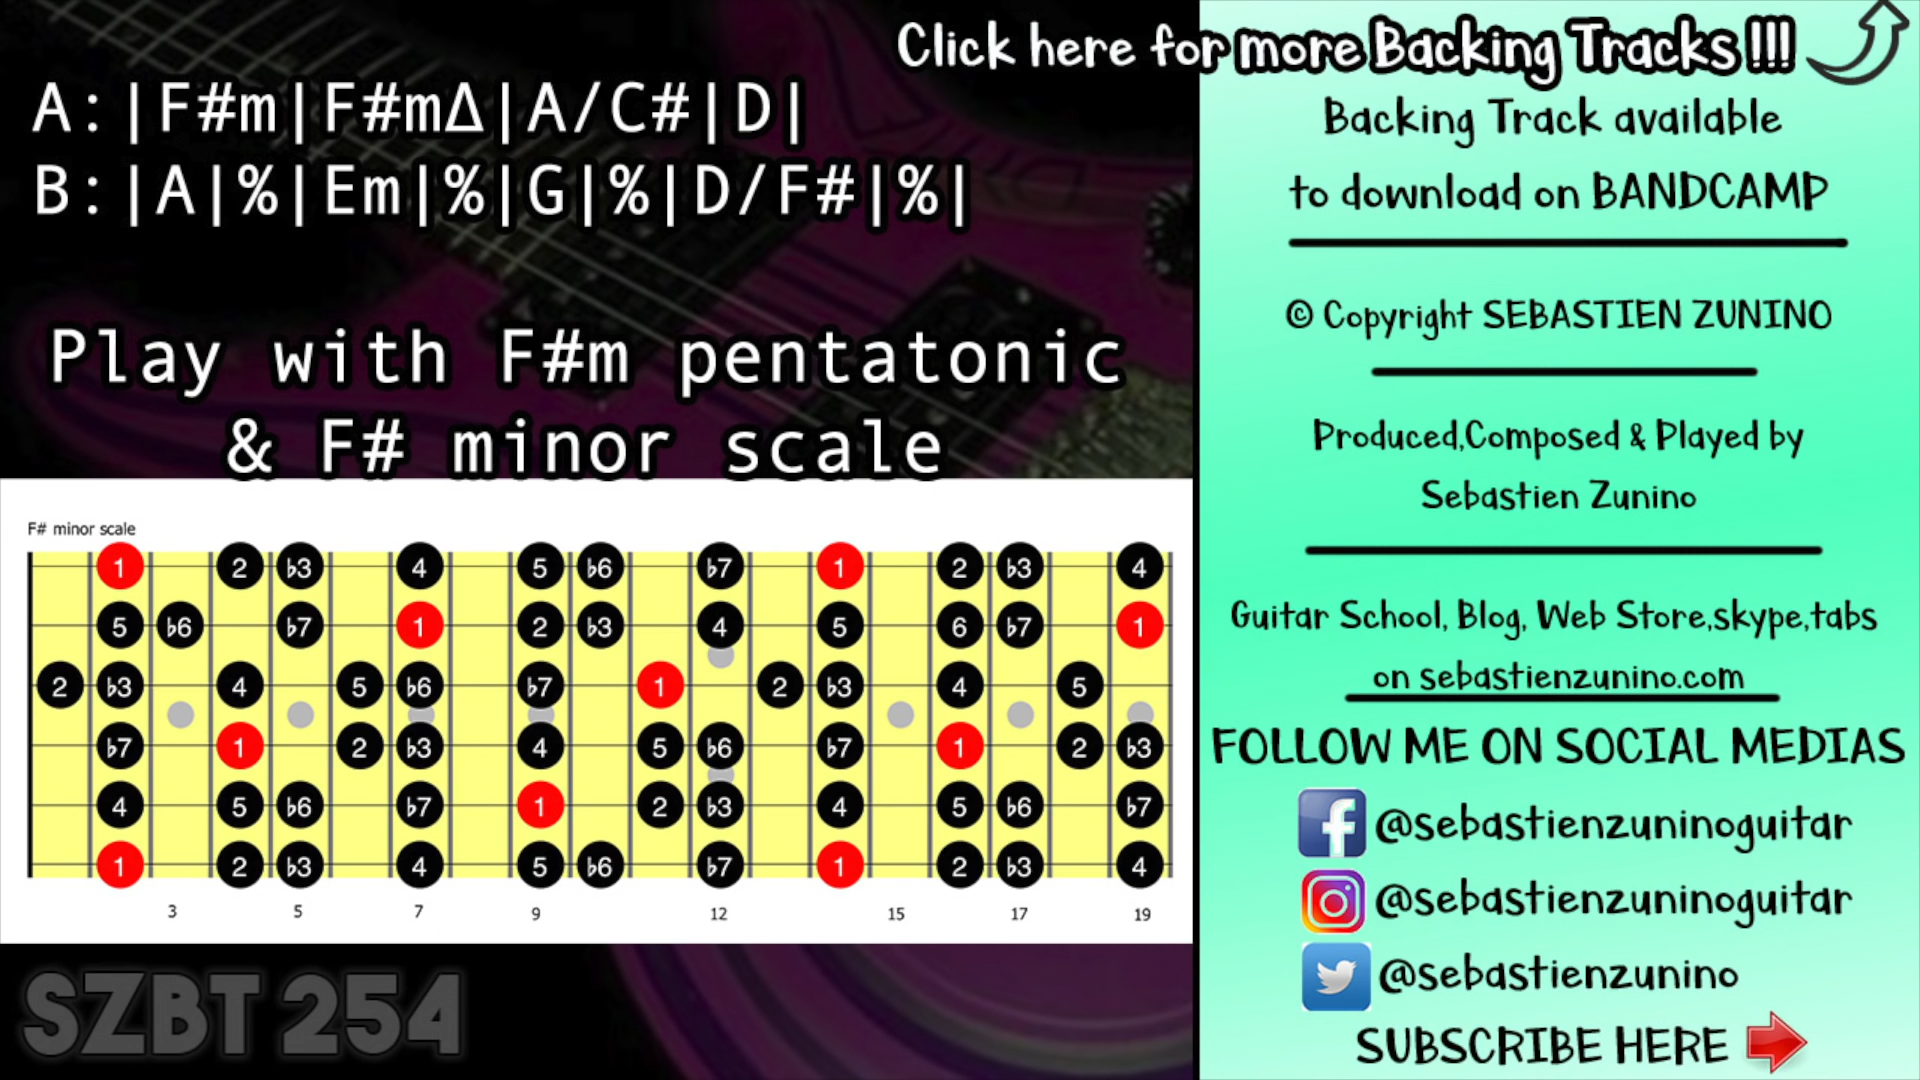 Click here for more Backing Tracks !!!
A:|F#m|F#m∆|A/C#|D|
B:|A|%|Em|%|G|%|D/F#|%|
Play with F#m pentatonic
& F# minor scale
F# minor scale
1 2 b3 4 5 b6 b7 1 2 b3 4
5 b6 b7 1 2 b3 4 5 6 b7 1
2 b3 4 5 b6 b7 1 2 b3 4 5
b7 1 2 b3 4 5 b6 b7 1 2 b3
4 5 b6 b7 1 2 b3 4 5 b6 b7
1 2 b3 4 5 b6 b7 1 2 b3 4
3 5 7 9 12 15 17 19
SZBT 254
Backing Track available
to download on BANDCAMP
© Copyright SEBASTIEN ZUNINO
Produced,Composed & Played by
Sebastien Zunino
Guitar School, Blog, Web Store,skype,tabs
on sebastienzunino.com
FOLLOW ME ON SOCIAL MEDIAS
f @sebastienzuninoguitar
@sebastienzuninoguitar
@sebastienzunino
SUBSCRIBE HERE